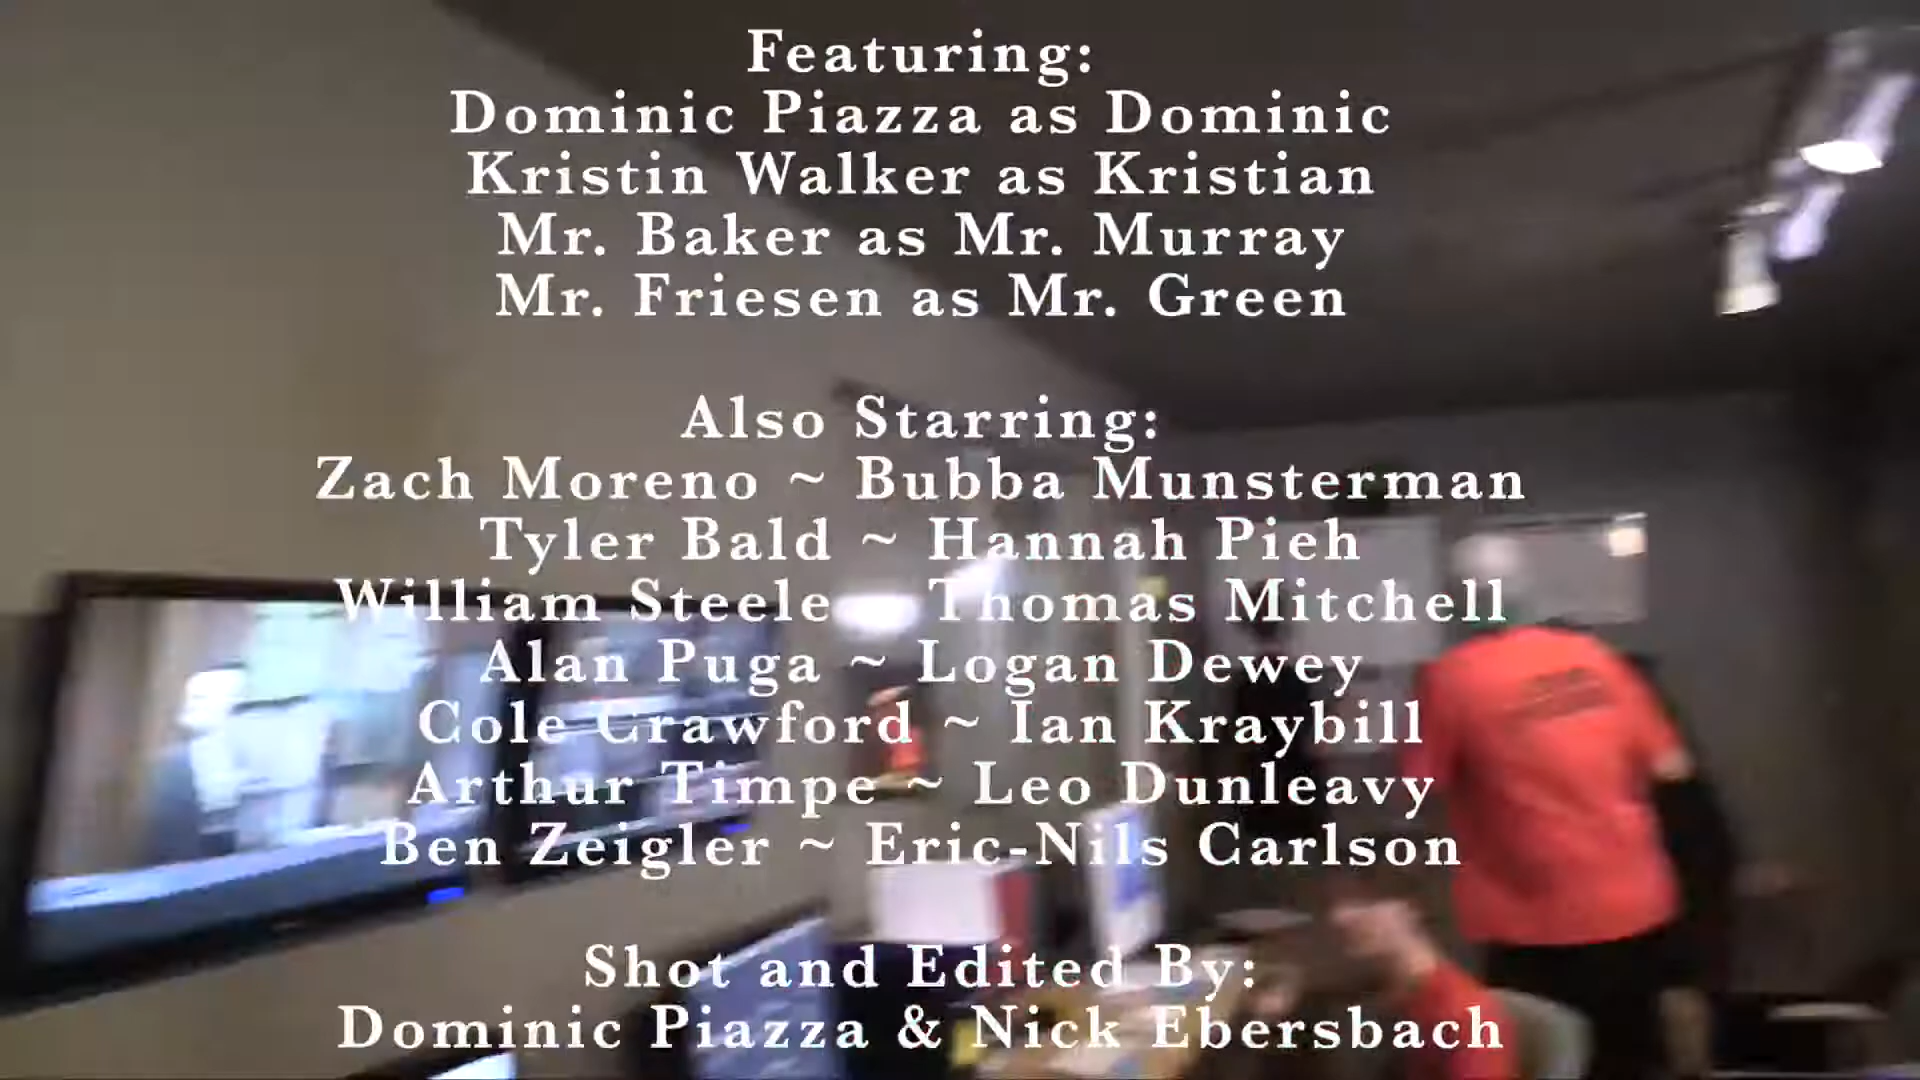 Featuring:
Dominic Piazza as Dominic
Kristin Walker as Kristian
Mr. Baker as Mr. Murray
Mr. Friesen as Mr. Green
Also Starring:
Zach Moreno ~ Bubba Munsterman
Tyler Bald ~ Hannah Pieh
William Steele ~ Thomas Mitchell
Alan Puga ~ Logan Dewey
Cole Crawford ~ Ian Kraybill
Arthur Timpe ~ Leo Dunleavy
Ben Zeigler ~ Eric-Nils Carlson
Shot and Edited By:
Dominic Piazza & Nick Ebersbach